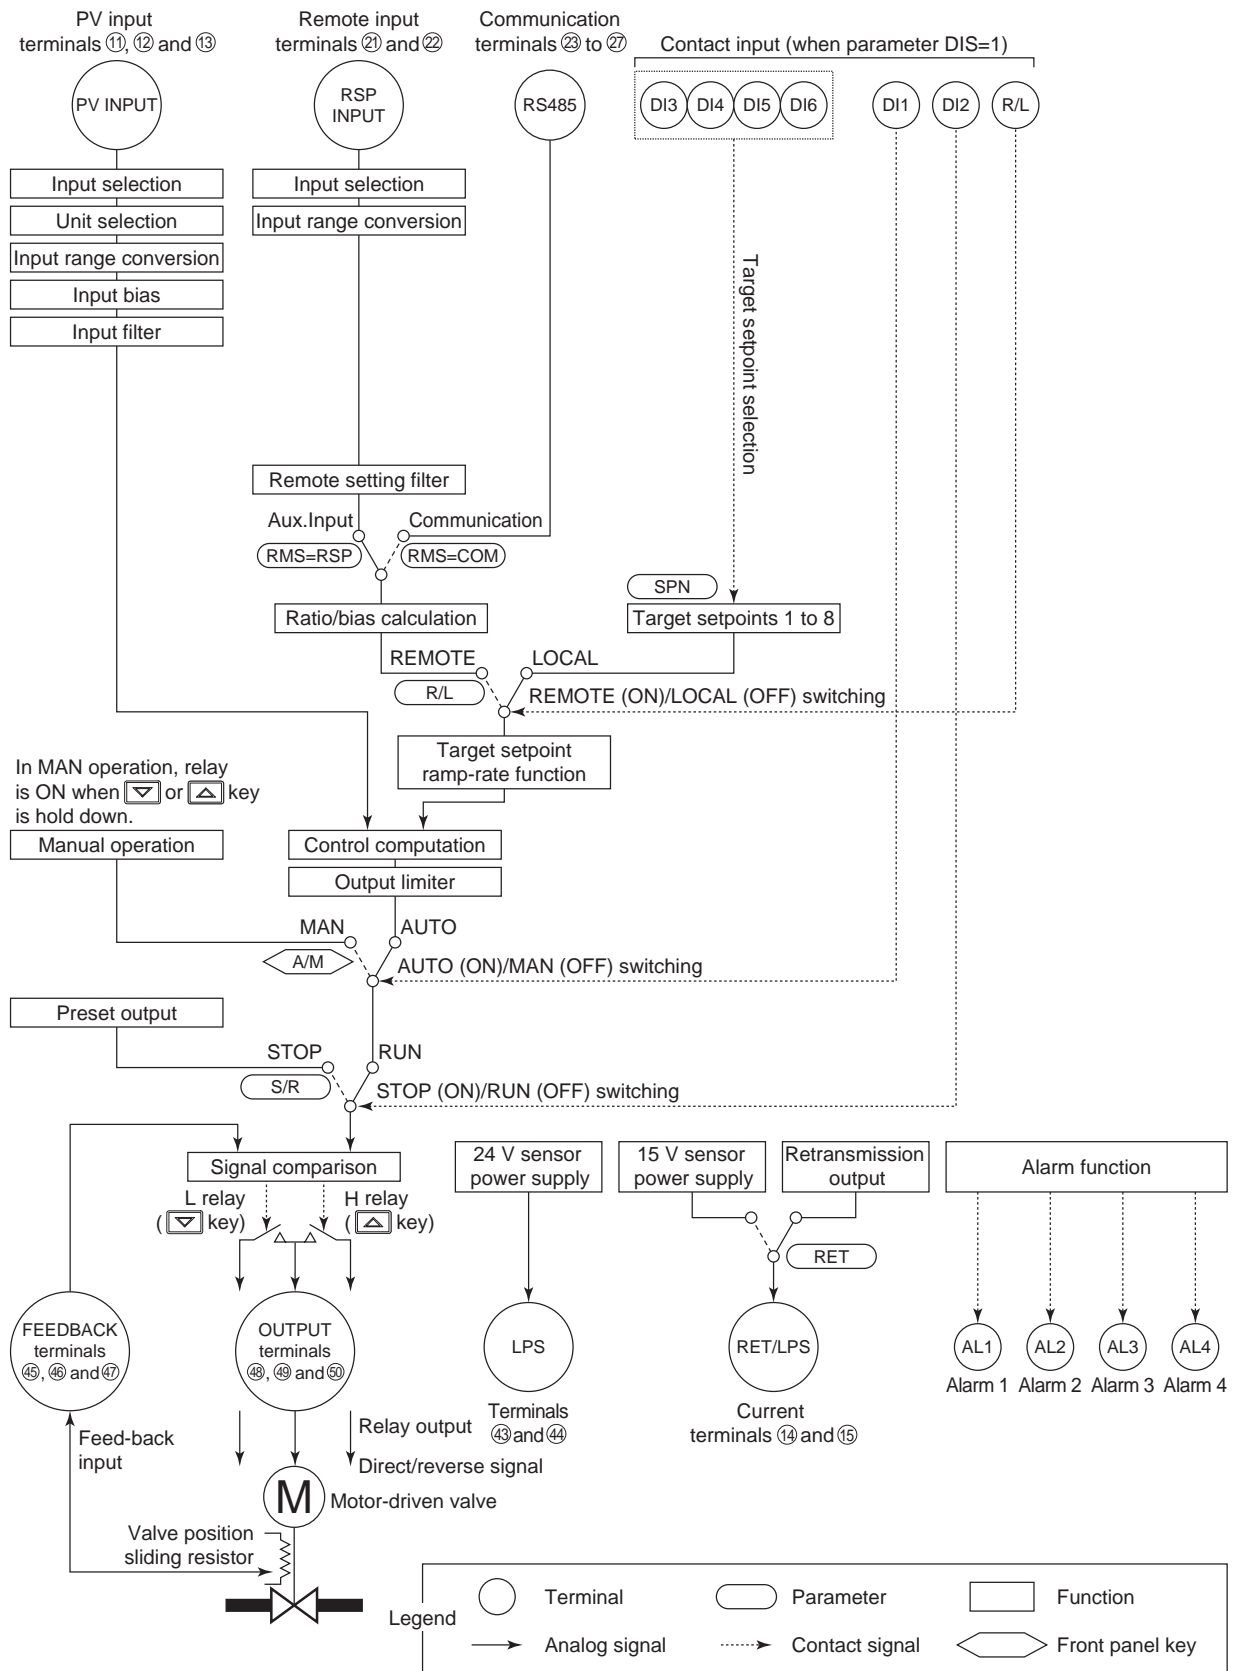 PV input
terminals ⑪, ⑫ and ⑬
Remote input
terminals ㉑ and ㉒
Communication
terminals ㉓ to ㉗
Contact input (when parameter DIS=1)
PV INPUT
RSP
INPUT
RS485
DI3
DI4
DI5
DI6
DI1
DI2
R/L
Input selection
Unit selection
Input range conversion
Input bias
Input filter
Input selection
Input range conversion
Target setpoint selection
Remote setting filter
Aux.Input
Communication
RMS=RSP
RMS=COM
SPN
Ratio/bias calculation
Target setpoints 1 to 8
REMOTE
LOCAL
R/L
REMOTE (ON)/LOCAL (OFF) switching
Target setpoint
ramp-rate function
In MAN operation, relay
is ON when ▽ or △ key
is hold down.
Manual operation
Control computation
Output limiter
MAN
AUTO
A/M
AUTO (ON)/MAN (OFF) switching
Preset output
STOP
RUN
S/R
STOP (ON)/RUN (OFF) switching
Signal comparison
24 V sensor
power supply
15 V sensor
power supply
Retransmission
output
Alarm function
L relay
(▽ key)
H relay
(△ key)
RET
FEEDBACK
terminals
㊺, ㊻ and ㊼
OUTPUT
terminals
㊽, ㊾ and ㊿
LPS
RET/LPS
AL1
AL2
AL3
AL4
Alarm 1
Alarm 2
Alarm 3
Alarm 4
Terminals
㊸ and ㊹
Current
terminals ⑭ and ⑮
Feed-back
input
Relay output
Direct/reverse signal
M
Motor-driven valve
Valve position
sliding resistor
Legend
Terminal
Parameter
Function
Analog signal
Contact signal
Front panel key